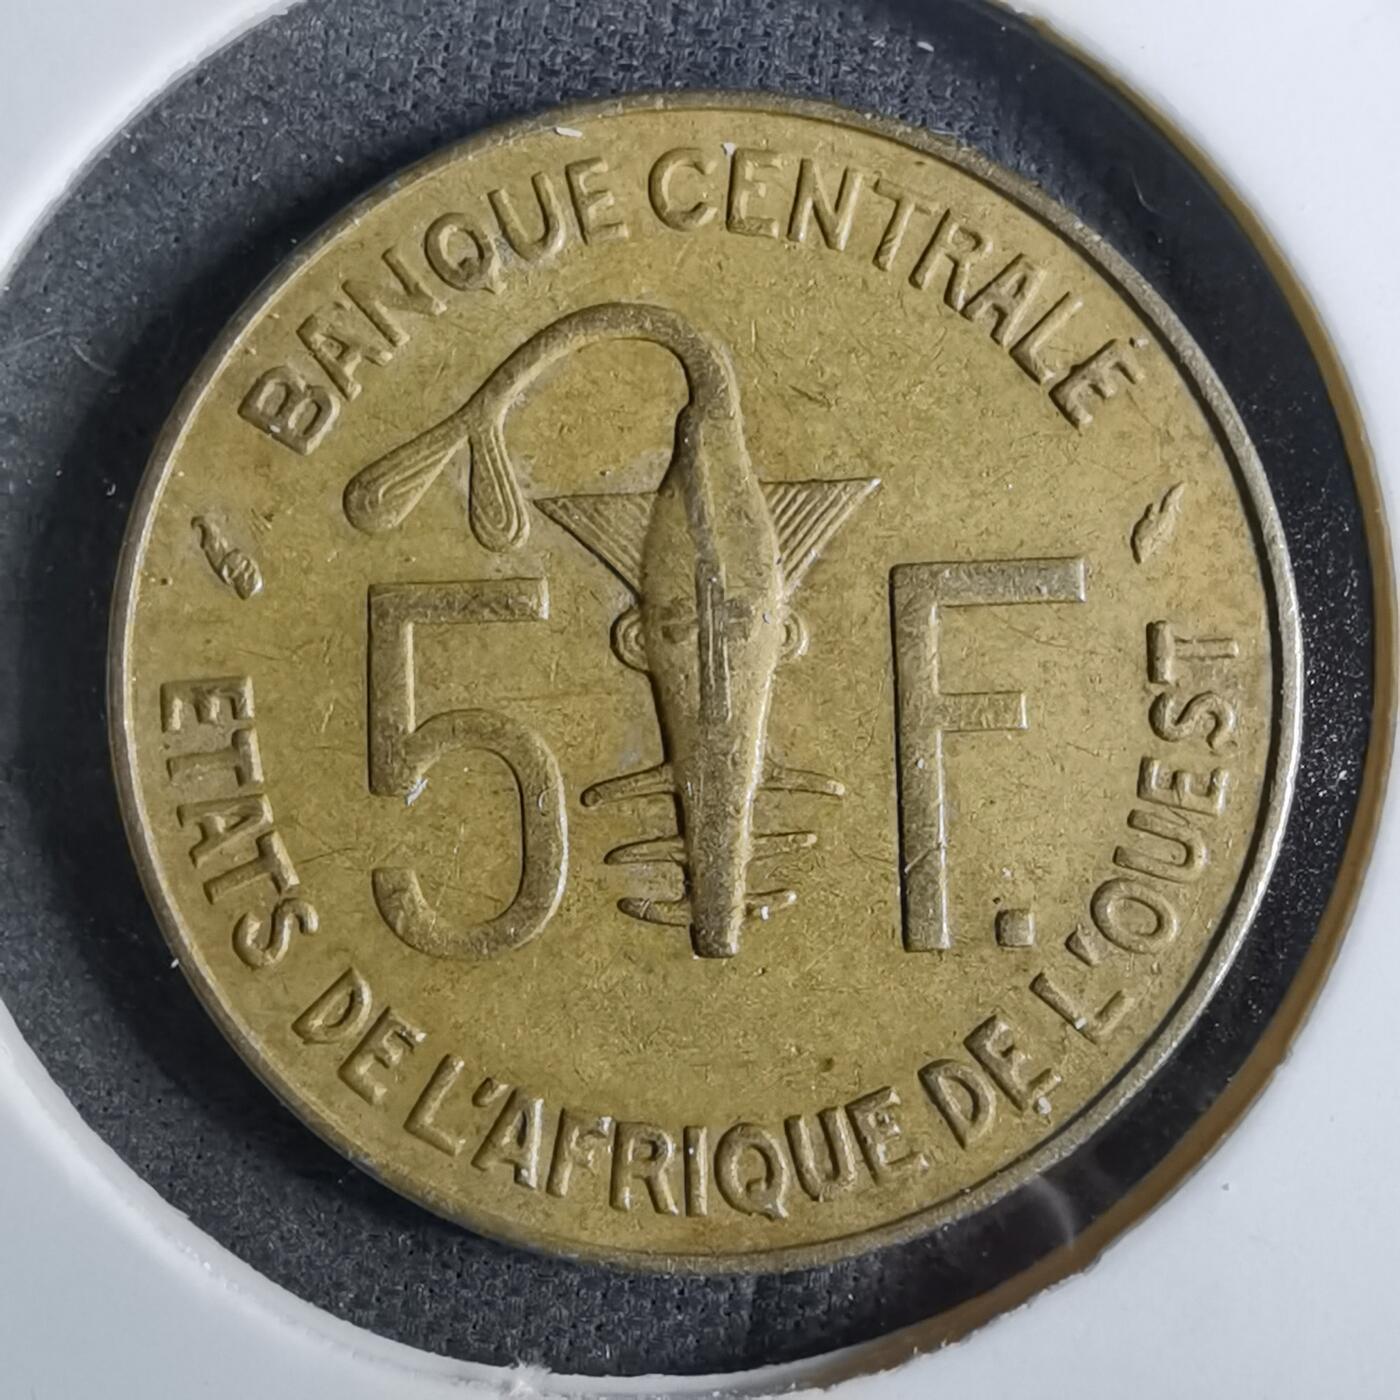 BANQUE CENTRALE
5 F.
ETATS DE L'AFRIQUE DE L'OUEST